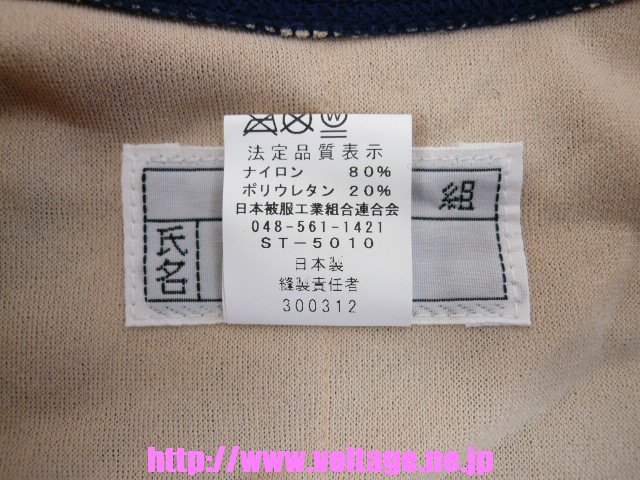 W
法定品質表示
ナイロン 80%
ポリウレタン 20%
日本被服工業組合連合会
048-561-1421
ST-5010
日本製
縫製責任者
300312
組
氏名
http://www.voltage.ne.jp